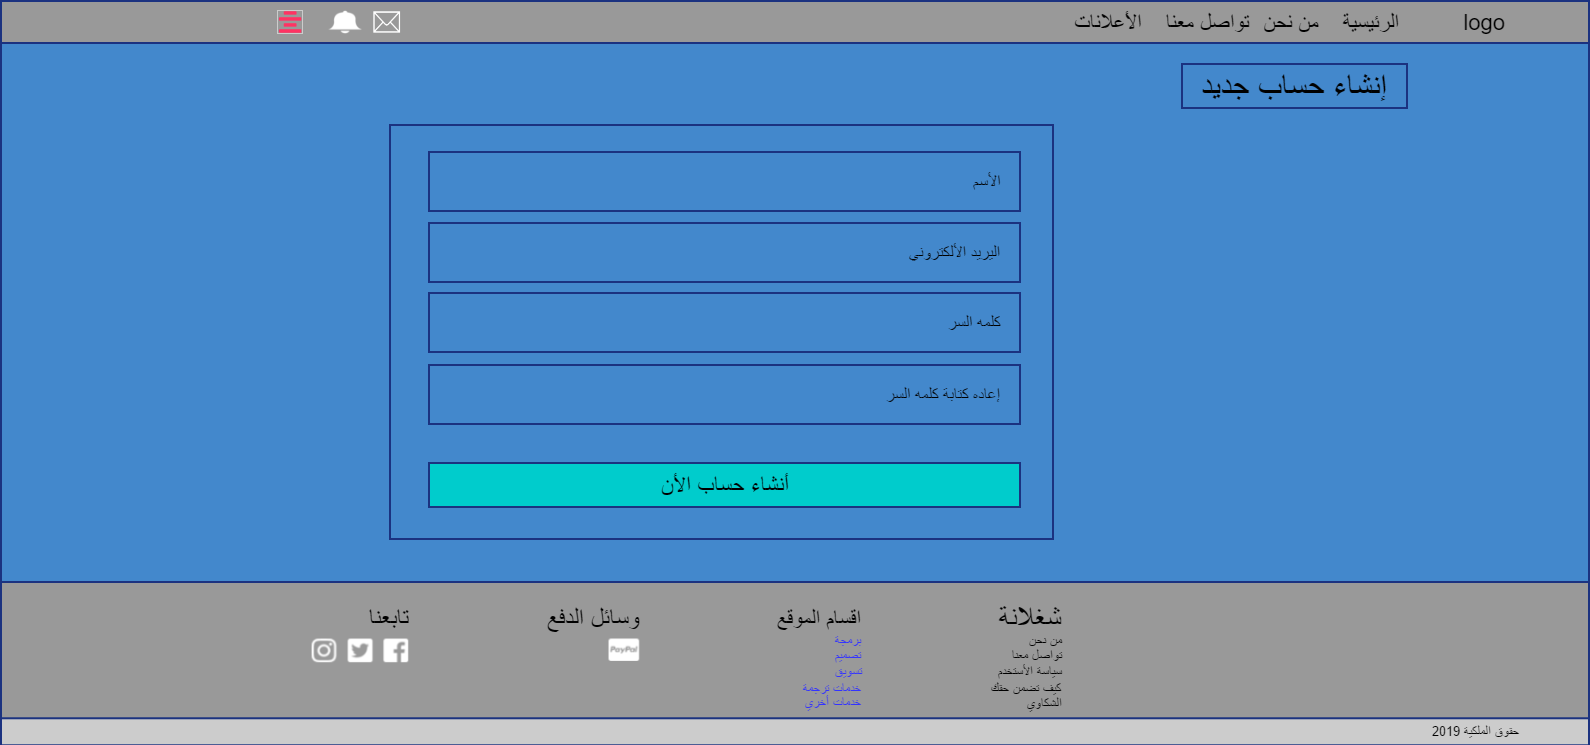 logo
الرئيسية
من نحن
تواصل معنا
الأعلانات
إنشاء حساب جديد
الأسم
اليريد الألكتروني
كلمه السر
إعاده كتابة كلمه السر
أنشاء حساب الأن
شغلانة
من نحن
تواصل معنا
سياسة الأستخدم
كيف تضمن حقك
الشكاوي
اقسام الموقع
برمجة
تصميم
تسويق
خدمات ترجمة
خدمات أخري
وسائل الدفع
PayPal
تابعنا
حقوق الملكية 2019